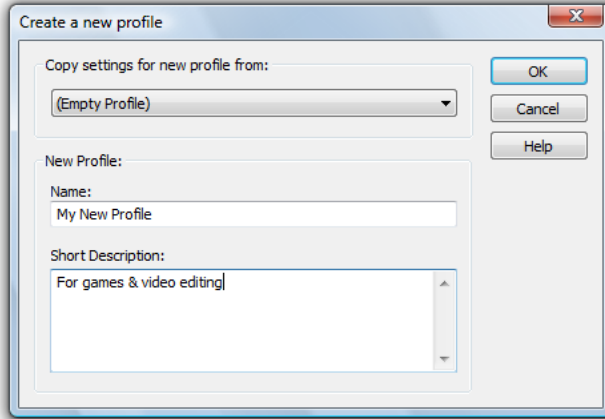 Create a new profile
Copy settings for new profile from:
(Empty Profile)
OK
Cancel
Help
New Profile:
Name:
My New Profile
Short Description:
For games & video editing